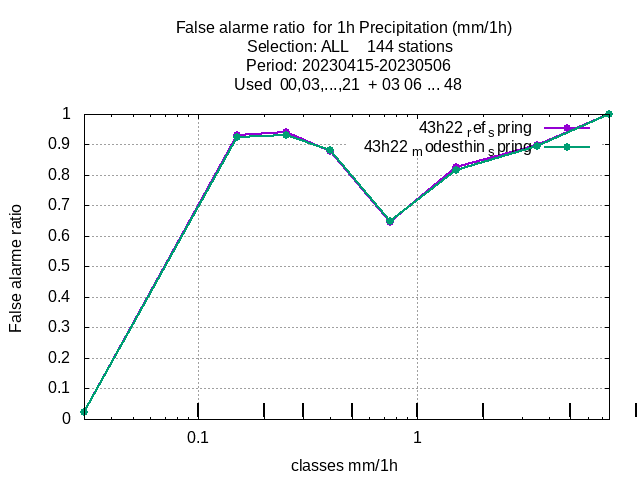 False alarme ratio  for 1h Precipitation (mm/1h)
Selection: ALL    144 stations
Period: 20230415-20230506
Used  00,03,...,21  + 03 06 ... 48
43h22 ref spring
43h22 modesthin spring
1
0.9
0.8
0.7
0.6
0.5
0.4
0.3
0.2
0.1
0
False alarme ratio
0.1 1
classes mm/1h